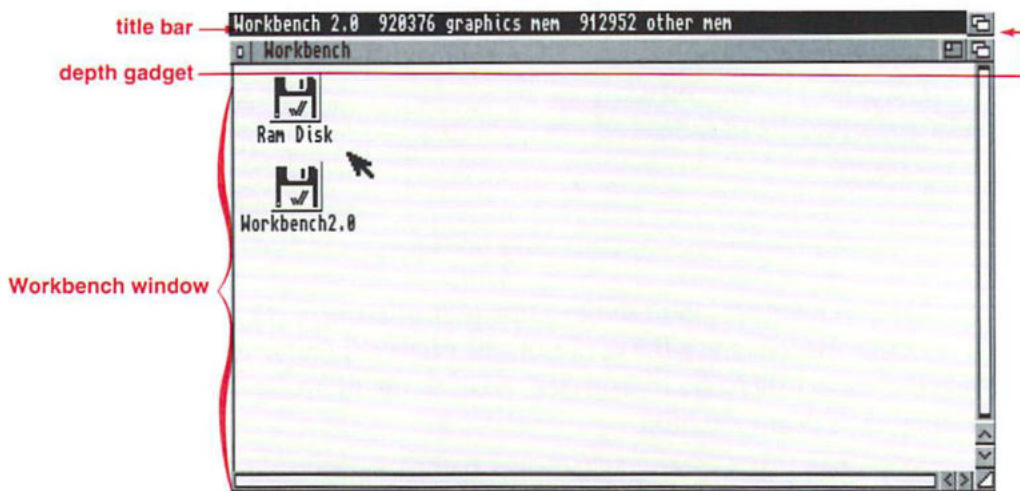 title bar
Workbench 2.0 920376 graphics mem 912952 other mem
Workbench
depth gadget
Ram Disk
Workbench2.0
Workbench window